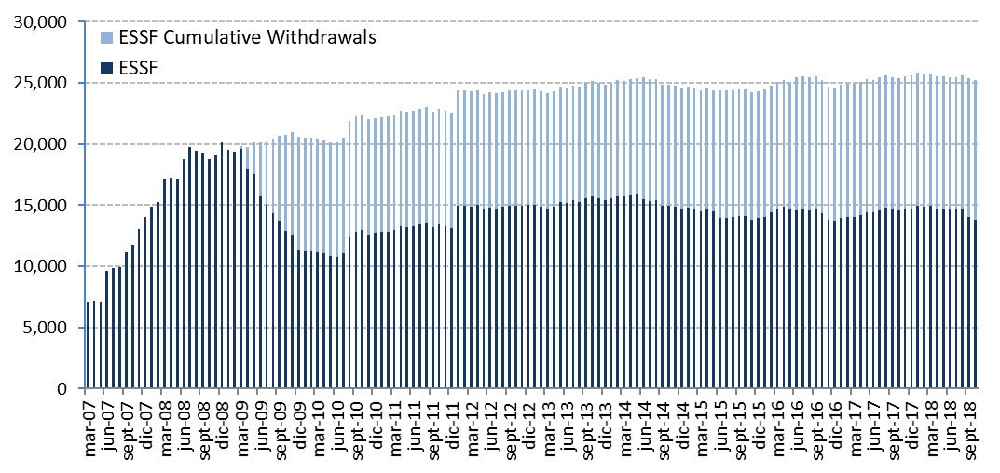 30,000
25,000
20,000
15,000
10,000
5,000
0
ESSF Cumulative Withdrawals
ESSF
mar-07
jun-07
sept-07
dic-07
mar-08
jun-08
sept-08
dic-08
mar-09
jun-09
sept-09
dic-09
mar-10
jun-10
sept-10
dic-10
mar-11
jun-11
sept-11
dic-11
mar-12
jun-12
sept-12
dic-12
mar-13
jun-13
sept-13
dic-13
mar-14
jun-14
sept-14
dic-14
mar-15
jun-15
sept-15
dic-15
mar-16
jun-16
sept-16
dic-16
mar-17
jun-17
sept-17
dic-17
mar-18
jun-18
sept-18